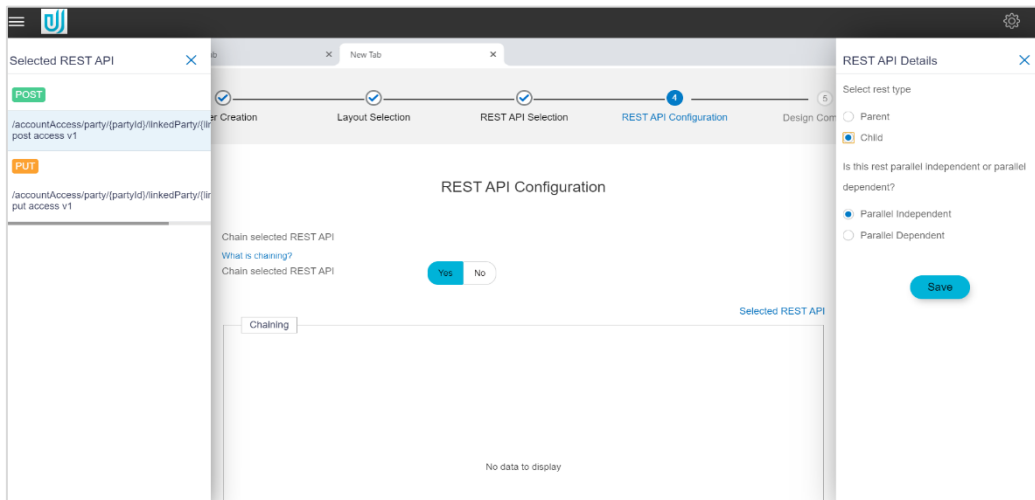 Selected REST API
POST
/accountAccess/party/{partyId}/linkedParty/{lin
post access v1
PUT
/accountAccess/party/{partyId}/linkedParty/{lin
put access v1
New Tab
er Creation
Layout Selection
REST API Selection
4
REST API Configuration
5
Design Com
REST API Configuration
Chain selected REST API
What is chaining?
Chain selected REST API
Yes
No
Selected REST API
Chaining
No data to display
REST API Details
Select rest type
Parent
Child
Is this rest parallel independent or parallel
dependent?
Parallel Independent
Parallel Dependent
Save